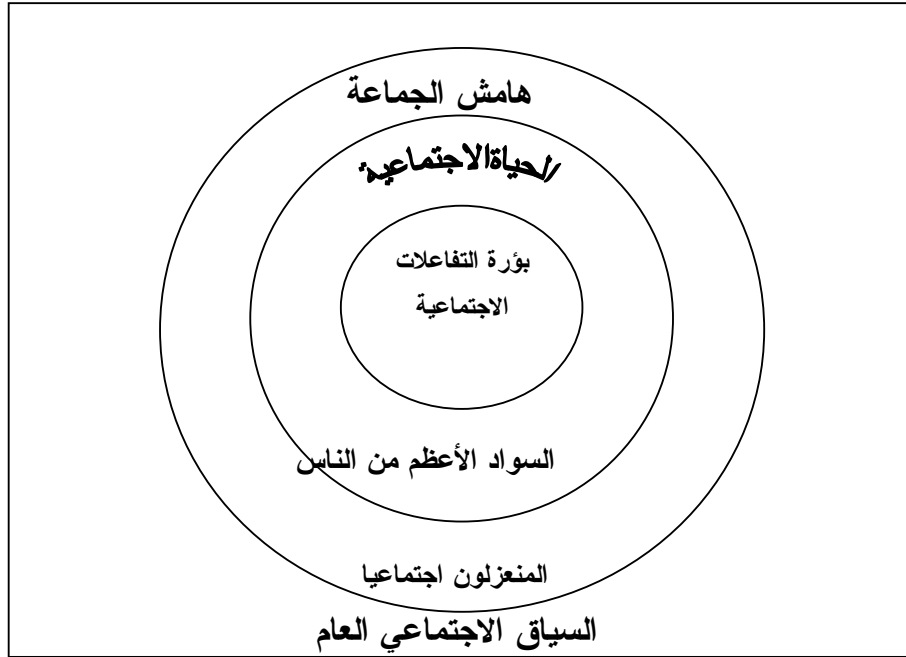 هامش الجماعة
الحياة الاجتماعية
بؤرة التفاعلات
الاجتماعية
السواد الأعظم من الناس
المنعزلون اجتماعيا
السياق الاجتماعي العام